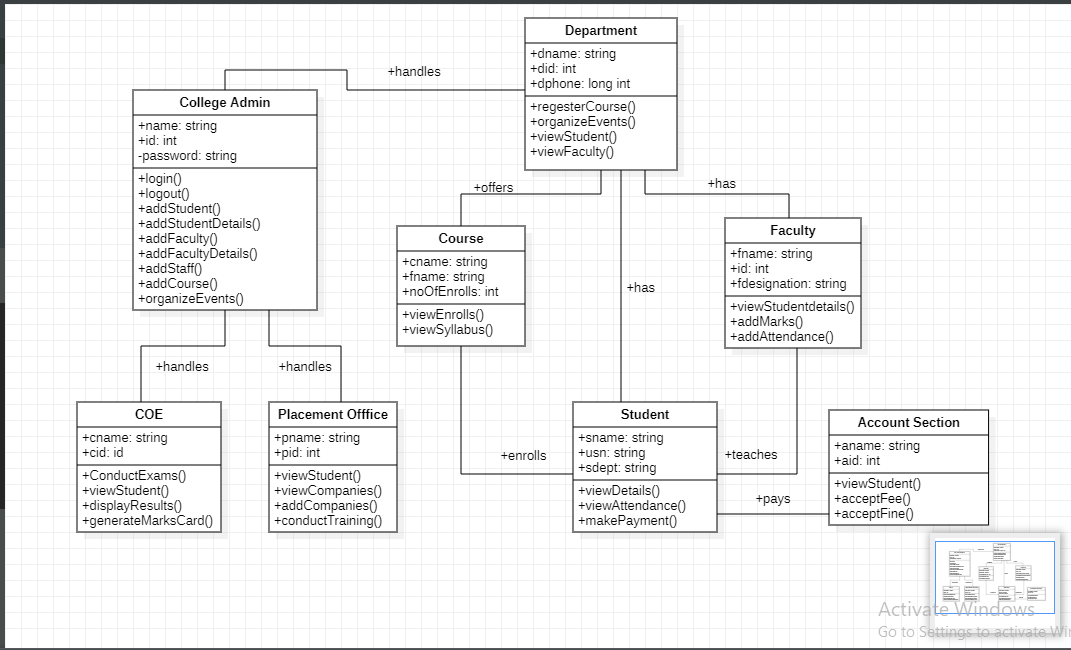 Department
+dname: string
+did: int
+dphone: long int
+regesterCourse()
+organizeEvents()
+viewStudent()
+viewFaculty()
+handles
College Admin
+name: string
+id: int
-password: string
+login()
+logout()
+addStudent()
+addStudentDetails()
+addFaculty()
+addFacultyDetails()
+addStaff()
+addCourse()
+organizeEvents()
+offers
+has
+has
Course
+cname: string
+fname: string
+noOfEnrolls: int
+viewEnrolls()
+viewSyllabus()
Faculty
+fname: string
+id: int
+fdesignation: string
+viewStudentdetails()
+addMarks()
+addAttendance()
+handles
+handles
COE
+cname: string
+cid: id
+ConductExams()
+viewStudent()
+displayResults()
+generateMarksCard()
Placement Offfice
+pname: string
+pid: int
+viewStudent()
+viewCompanies()
+addCompanies()
+conductTraining()
+enrolls
Student
+sname: string
+usn: string
+sdept: string
+viewDetails()
+viewAttendance()
+makePayment()
+teaches
+pays
Account Section
+aname: string
+aid: int
+viewStudent()
+acceptFee()
+acceptFine()
Activate Windows
Go to Settings to activate Wi